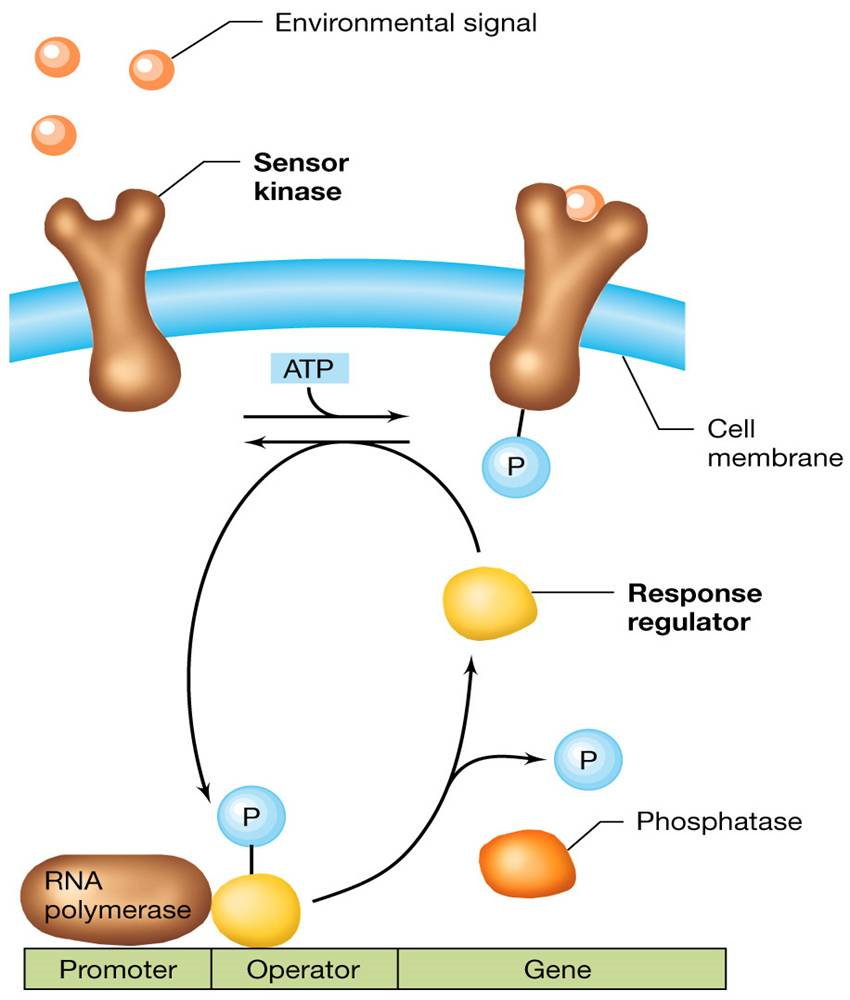 Environmental signal
Sensor
kinase
ATP
Cell
membrane
P
Response
regulator
P
P
Phosphatase
RNA
polymerase
Promoter
Operator
Gene